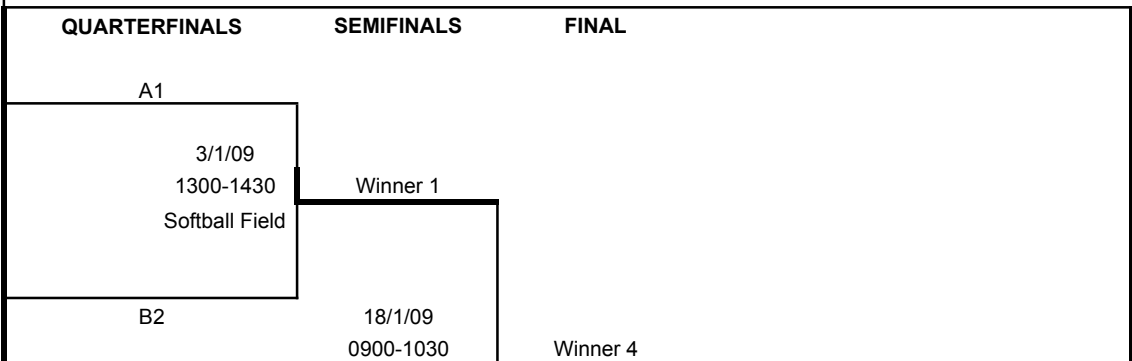 QUARTERFINALS SEMIFINALS FINAL
A1
3/1/09
1300-1430 Winner 1
Softball Field
B2 18/1/09
0900-1030 Winner 4